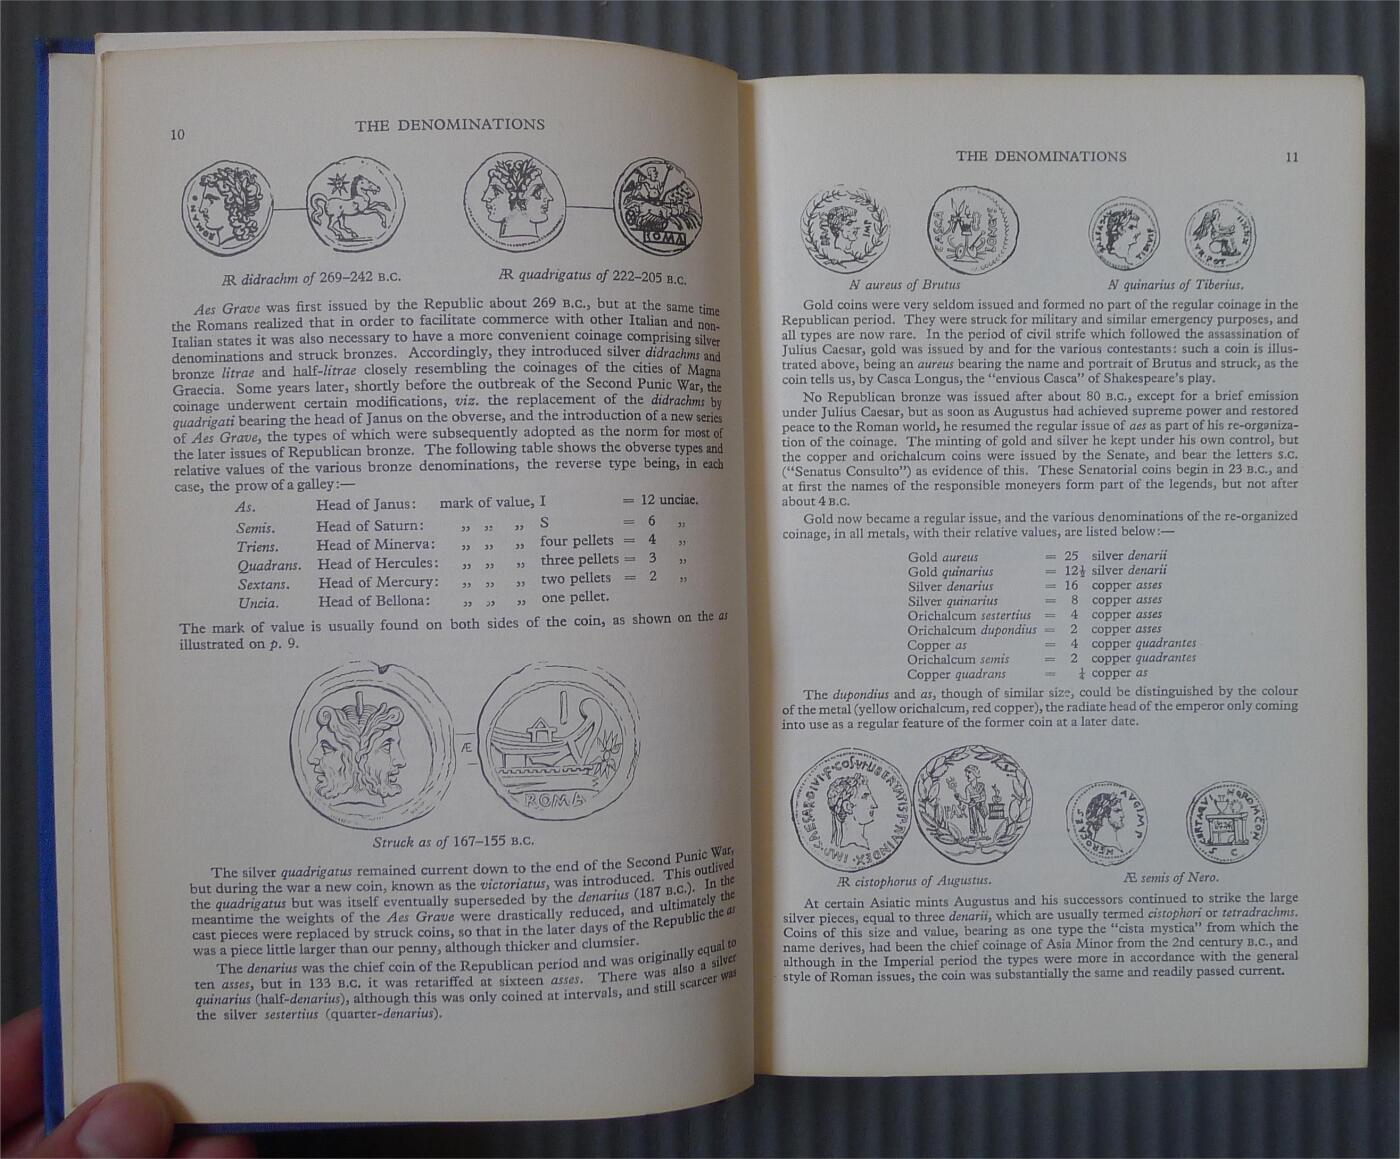 10
THE DENOMINATIONS
ROMANO
ROMA
ÆR didrachm of 269–242 B.C.
ÆR quadrigatus of 222–205 B.C.
Aes Grave was first issued by the Republic about 269 B.C., but at the same time
the Romans realized that in order to facilitate commerce with other Italian and non-
Italian states it was also necessary to have a more convenient coinage comprising silver
denominations and struck bronzes. Accordingly, they introduced silver didrachms and
bronze litrae and half-litrae closely resembling the coinages of the cities of Magna
Graecia. Some years later, shortly before the outbreak of the Second Punic War, the
coinage underwent certain modifications, viz. the replacement of the didrachms by
quadrigati bearing the head of Janus on the obverse, and the introduction of a new series
of Aes Grave, the types of which were subsequently adopted as the norm for most of
the later issues of Republican bronze. The following table shows the obverse types and
relative values of the various bronze denominations, the reverse type being, in each
case, the prow of a galley:—
As. Head of Janus: mark of value, I = 12 unciae.
Semis. Head of Saturn: ,, ,, ,, S = 6 ,,
Triens. Head of Minerva: ,, ,, ,, four pellets = 4 ,,
Quadrans. Head of Hercules: ,, ,, ,, three pellets = 3 ,,
Sextans. Head of Mercury: ,, ,, ,, two pellets = 2 ,,
Uncia. Head of Bellona: ,, ,, ,, one pellet.
The mark of value is usually found on both sides of the coin, as shown on the as
illustrated on p. 9.
Æ
ROMA
Struck as of 167–155 B.C.
The silver quadrigatus remained current down to the end of the Second Punic War,
but during the war a new coin, known as the victoriatus, was introduced. This outlived
the quadrigatus but was itself eventually superseded by the denarius (187 B.C.). In the
meantime the weights of the Aes Grave were drastically reduced, and ultimately the
cast pieces were replaced by struck coins, so that in the later days of the Republic the as
was a piece little larger than our penny, although thicker and clumsier.
The denarius was the chief coin of the Republican period and was originally equal to
ten asses, but in 133 B.C. it was retariffed at sixteen asses. There was also a silver
quinarius (half-denarius), although this was only coined at intervals, and still scarcer was
the silver sestertius (quarter-denarius).
THE DENOMINATIONS
11
BRUTUS IMP
CASCA LONGVS
TR·POT
N aureus of Brutus
N quinarius of Tiberius.
Gold coins were very seldom issued and formed no part of the regular coinage in the
Republican period. They were struck for military and similar emergency purposes, and
all types are now rare. In the period of civil strife which followed the assassination of
Julius Caesar, gold was issued by and for the various contestants: such a coin is illus-
trated above, being an aureus bearing the name and portrait of Brutus and struck, as the
coin tells us, by Casca Longus, the “envious Casca” of Shakespeare’s play.
No Republican bronze was issued after about 80 B.C., except for a brief emission
under Julius Caesar, but as soon as Augustus had achieved supreme power and restored
peace to the Roman world, he resumed the regular issue of aes as part of his re-organiza-
tion of the coinage. The minting of gold and silver he kept under his own control, but
the copper and orichalcum coins were issued by the Senate, and bear the letters S.C.
(“Senatus Consulto”) as evidence of this. These Senatorial coins begin in 23 B.C., and
at first the names of the responsible moneyers form part of the legends, but not after
about 4 B.C.
Gold now became a regular issue, and the various denominations of the re-organized
coinage, in all metals, with their relative values, are listed below:—
Gold aureus = 25 silver denarii
Gold quinarius = 12½ silver denarii
Silver denarius = 16 copper asses
Silver quinarius = 8 copper asses
Orichalcum sestertius = 4 copper asses
Orichalcum dupondius = 2 copper asses
Copper as = 4 copper quadrantes
Orichalcum semis = 2 copper quadrantes
Copper quadrans = ¼ copper as
The dupondius and as, though of similar size, could be distinguished by the colour
of the metal (yellow orichalcum, red copper), the radiate head of the emperor only coming
into use as a regular feature of the former coin at a later date.
IMP·CAESAR·DIVI·F·COS·VI·LIBERTATIS·P·R·VINDEX
PAX
S C
ÆR cistophorus of Augustus.
Æ semis of Nero.
At certain Asiatic mints Augustus and his successors continued to strike the large
silver pieces, equal to three denarii, which are usually termed cistophori or tetradrachms.
Coins of this size and value, bearing as one type the “cista mystica” from which the
name derives, had been the chief coinage of Asia Minor from the 2nd century B.C., and
although in the Imperial period the types were more in accordance with the general
style of Roman issues, the coin was substantially the same and readily passed current.